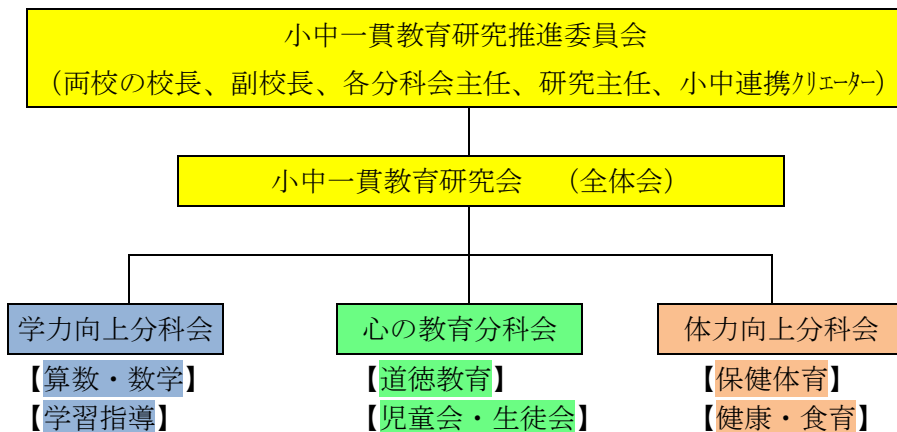 小中一貫教育研究推進委員会
（両校の校長、副校長、各分科会主任、研究主任、小中連携ｸﾘｴｰﾀｰ）
小中一貫教育研究会　（全体会）
学力向上分科会
【算数・数学】
【学習指導】
心の教育分科会
【道徳教育】
【児童会・生徒会】
体力向上分科会
【保健体育】
【健康・食育】